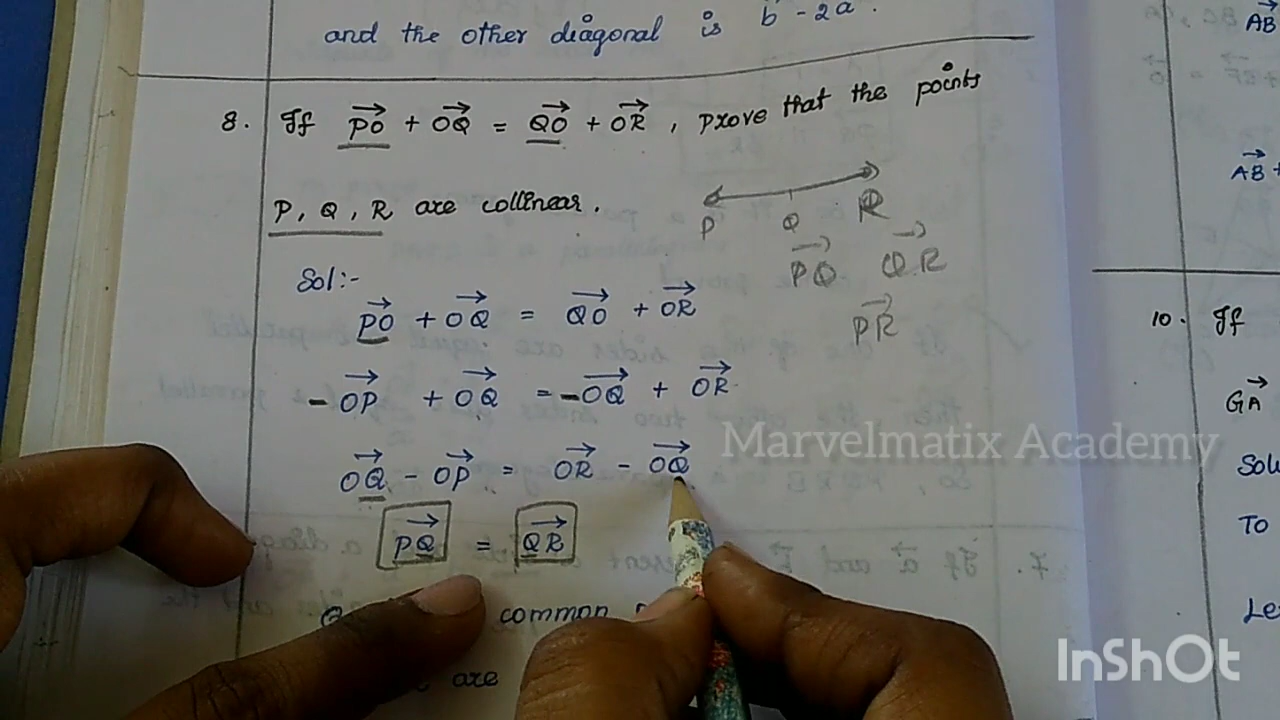 and the other diagonal is b - 2a.
8. If PO→ + OQ→ = QO→ + OR→, prove that the points
P, Q, R are collinear.
P Q R
PQ→ QR→
PR→
Sol:-
PO→ + OQ→ = QO→ + OR→
- OP→ + OQ→ = - OQ→ + OR→
OQ→ - OP→ = OR→ - OQ→
PQ→ = QR→
common
are
AB→
AB→ +
10. If
GA→
Solu
To
Le
Marvelmatix Academy
InShOt